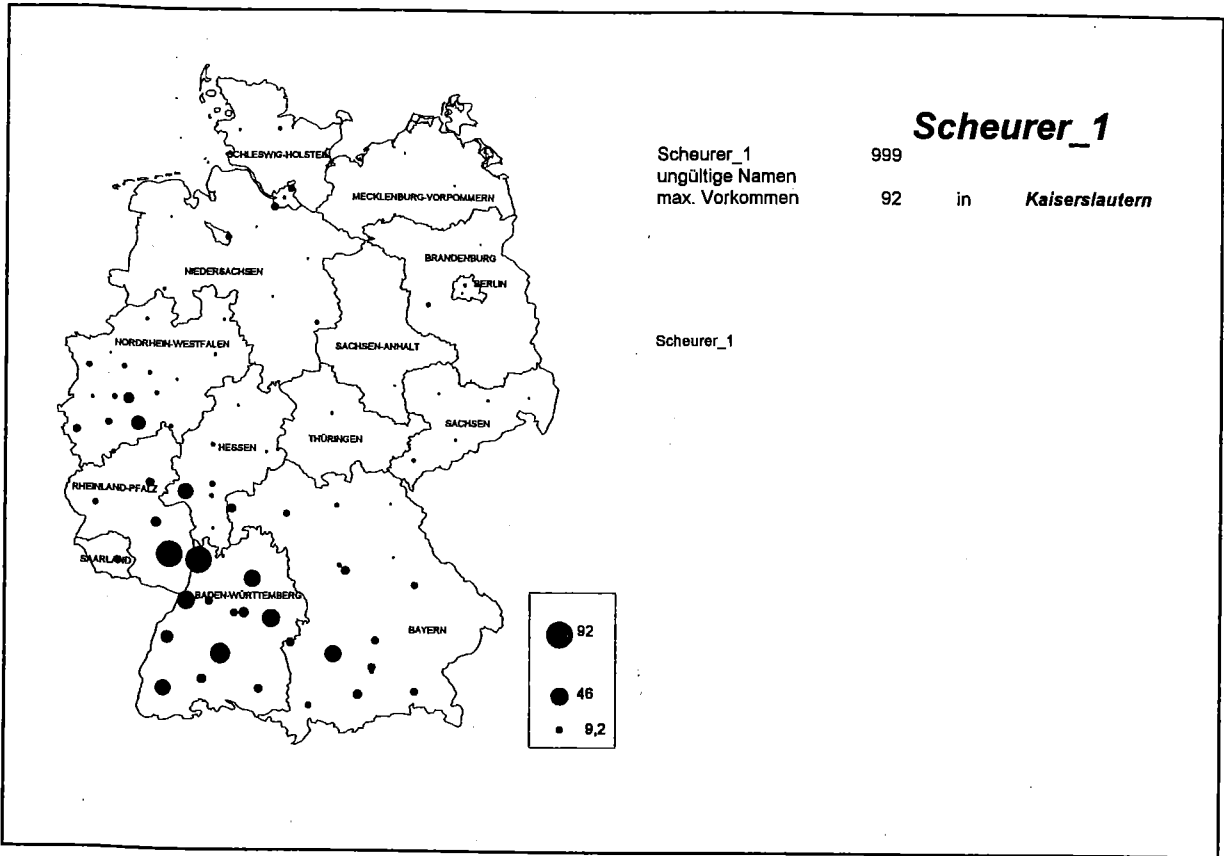 Scheurer_1
Scheurer_1 999
ungültige Namen
max. Vorkommen 92 in Kaiserslautern
Scheurer_1
SCHLESWIG-HOLSTEIN
MECKLENBURG-VORPOMMERN
BRANDENBURG
NIEDERSACHSEN
BERLIN
NORDRHEIN-WESTFALEN
SACHSEN-ANHALT
SACHSEN
THÜRINGEN
HESSEN
RHEINLAND-PFALZ
SAARLAND
BADEN-WÜRTTEMBERG
BAYERN
92
46
9,2